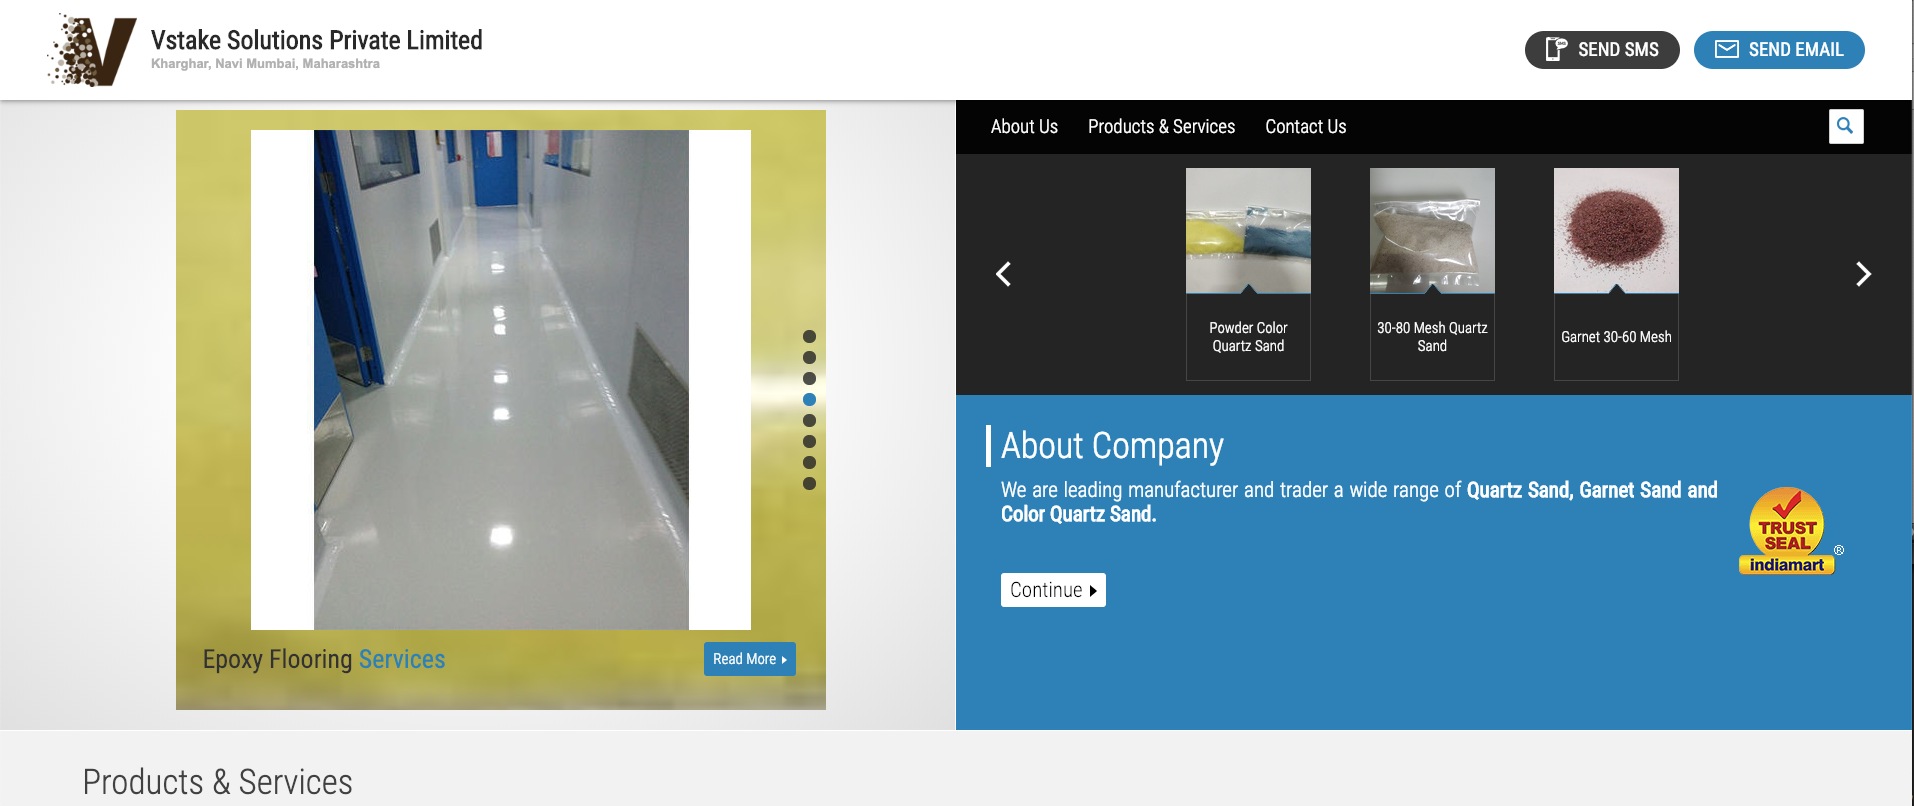 Vstake Solutions Private Limited
Kharghar, Navi Mumbai, Maharashtra
SEND SMS
SEND EMAIL
About Us
Products & Services
Contact Us
Powder Color
Quartz Sand
30-80 Mesh Quartz
Sand
Garnet 30-60 Mesh
Epoxy Flooring Services
Read More
About Company
We are leading manufacturer and trader a wide range of Quartz Sand, Garnet Sand and
Color Quartz Sand.
TRUST
SEAL
indiamart
®
Continue
Products & Services